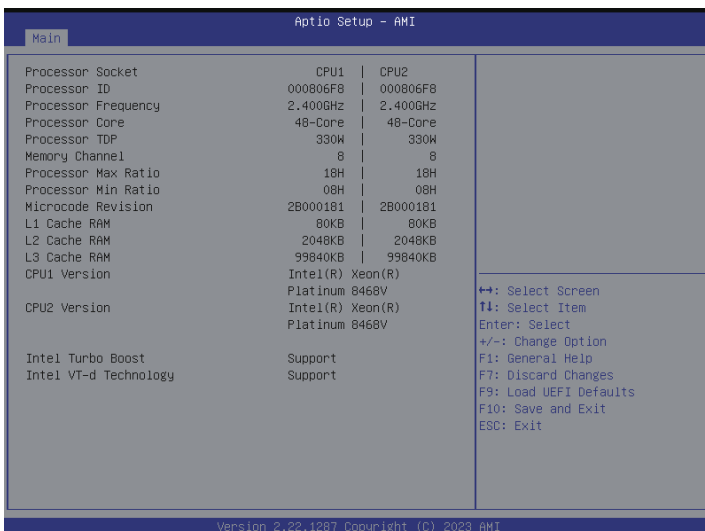 Aptio Setup – AMI
Main
Processor Socket CPU1 | CPU2
Processor ID 000806F8 | 000806F8
Processor Frequency 2.400GHz | 2.400GHz
Processor Core 48-Core | 48-Core
Processor TDP 330W | 330W
Memory Channel 8 | 8
Processor Max Ratio 18H | 18H
Processor Min Ratio 08H | 08H
Microcode Revision 2B000181 | 2B000181
L1 Cache RAM 80KB | 80KB
L2 Cache RAM 2048KB | 2048KB
L3 Cache RAM 99840KB | 99840KB
CPU1 Version Intel(R) Xeon(R)
Platinum 8468V
CPU2 Version Intel(R) Xeon(R)
Platinum 8468V
Intel Turbo Boost Support
Intel VT-d Technology Support
↔: Select Screen
↑↓: Select Item
Enter: Select
+/-: Change Option
F1: General Help
F7: Discard Changes
F9: Load UEFI Defaults
F10: Save and Exit
ESC: Exit
Version 2.22.1287 Copyright (C) 2023 AMI